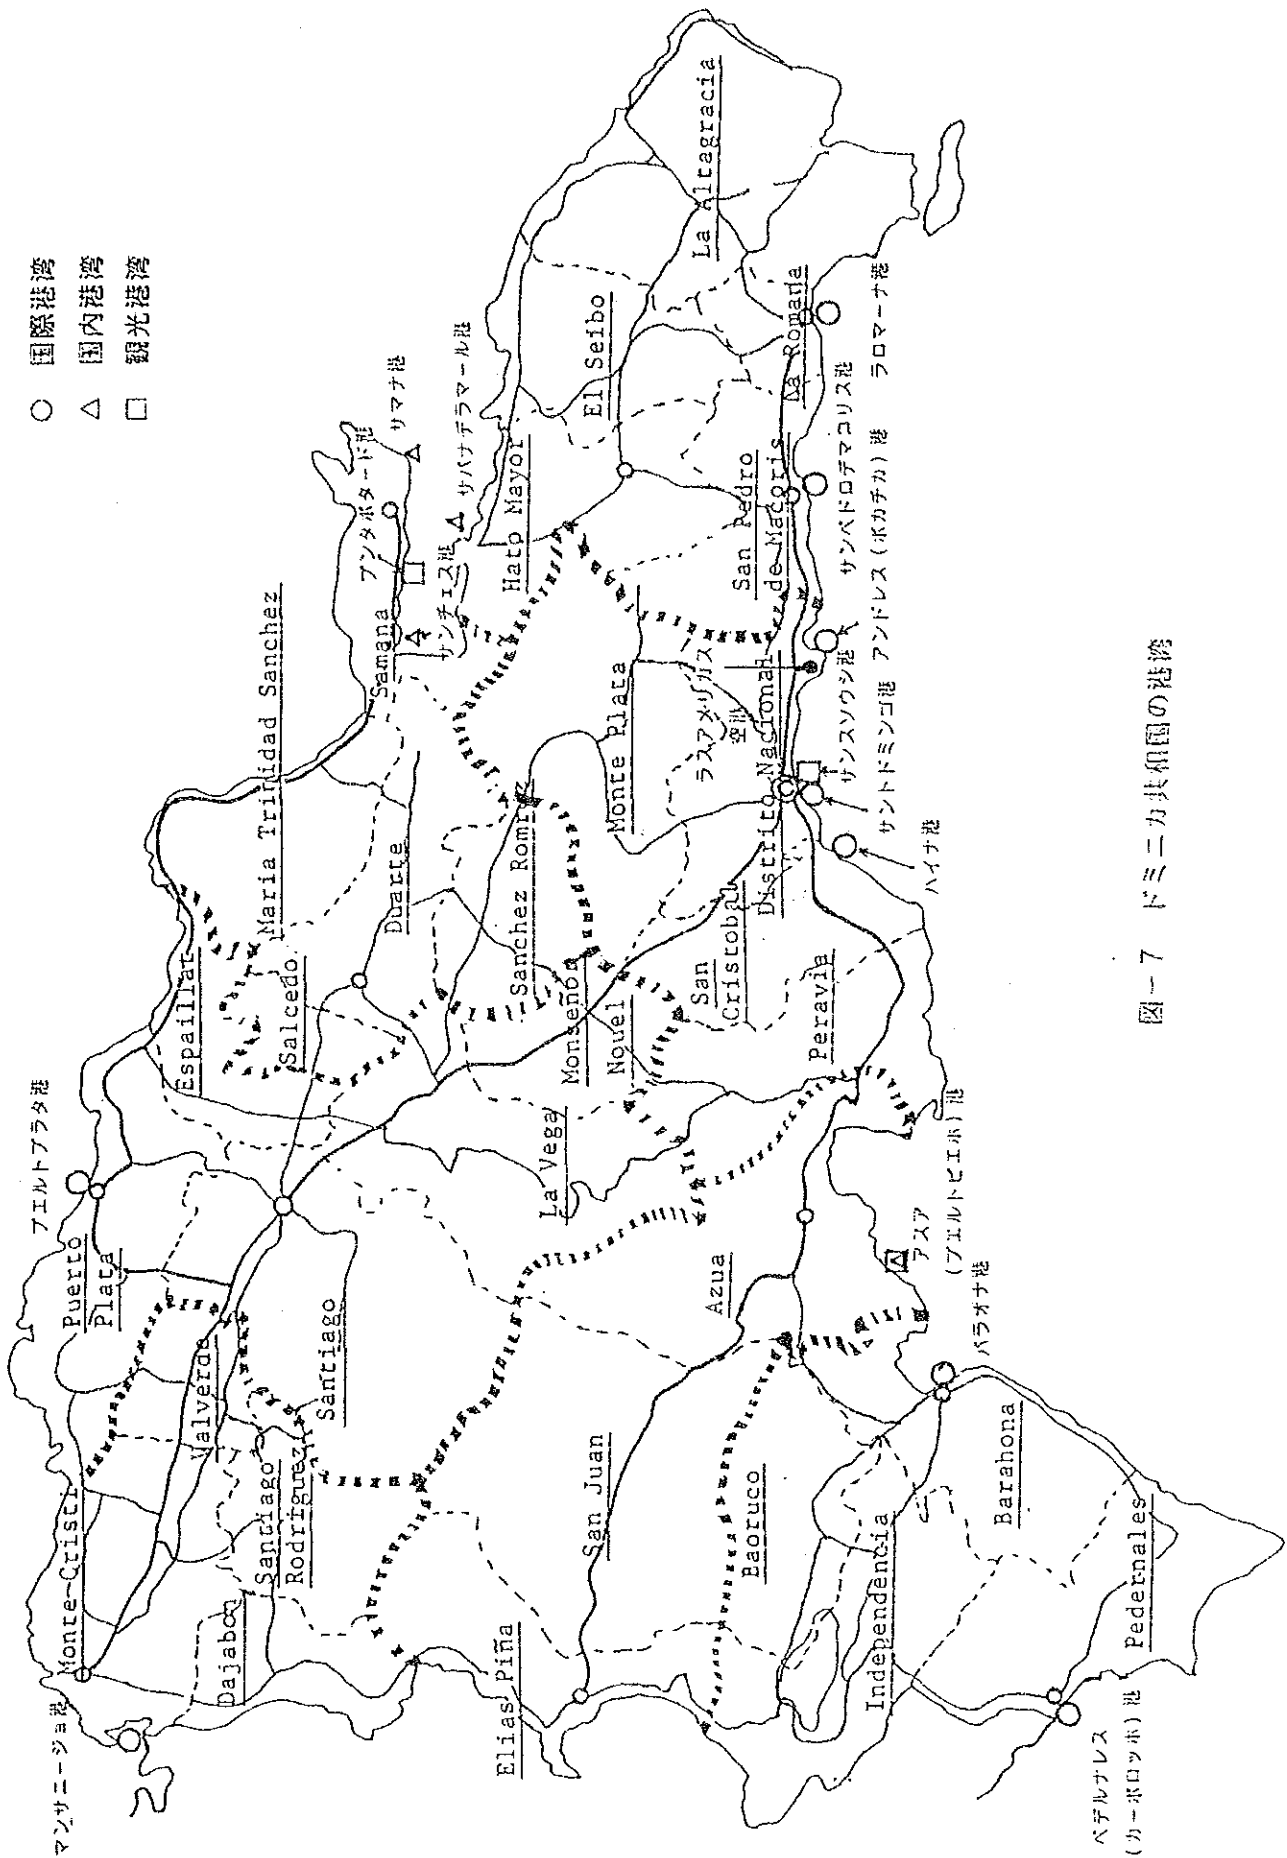 ○ 国際港湾
△ 国内港湾
□ 観光港湾
マンサニージョ港
プエルトプラタ港
Monte-Cristi
Puerto
Plata
Espaillat
Maria Trinidad Sanchez
プンタボタード港
サマナ港
サバナデラマール港
サンチェス港
Samana
Dajabon
Santiago
Rodriguez
Valverde
Santiago
Salcedo
Duarte
Hato Mayor
El Seibo
La Altagracia
Elias Piña
La Vega
Monseñor
Nouel
Sanchez Romrez
Monte Plata
San Pedro
de Macoris
La Romana
San Juan
Azua
San
Cristobal
Distrito Nacional
ラスアメリカス
空港
Peravia
Baoruco
Independencia
Barahona
Pedernales
アスア
(プエルトビエホ) 港
バラオナ港
ハイナ港
サントドミンゴ港
サンスソウシ港
アンドレス (ボカチカ) 港
サンペドロデマコリス港
ラロマーナ港
ペデルナレス
(カーボロッホ) 港
図-7 ドミニカ共和国の港湾